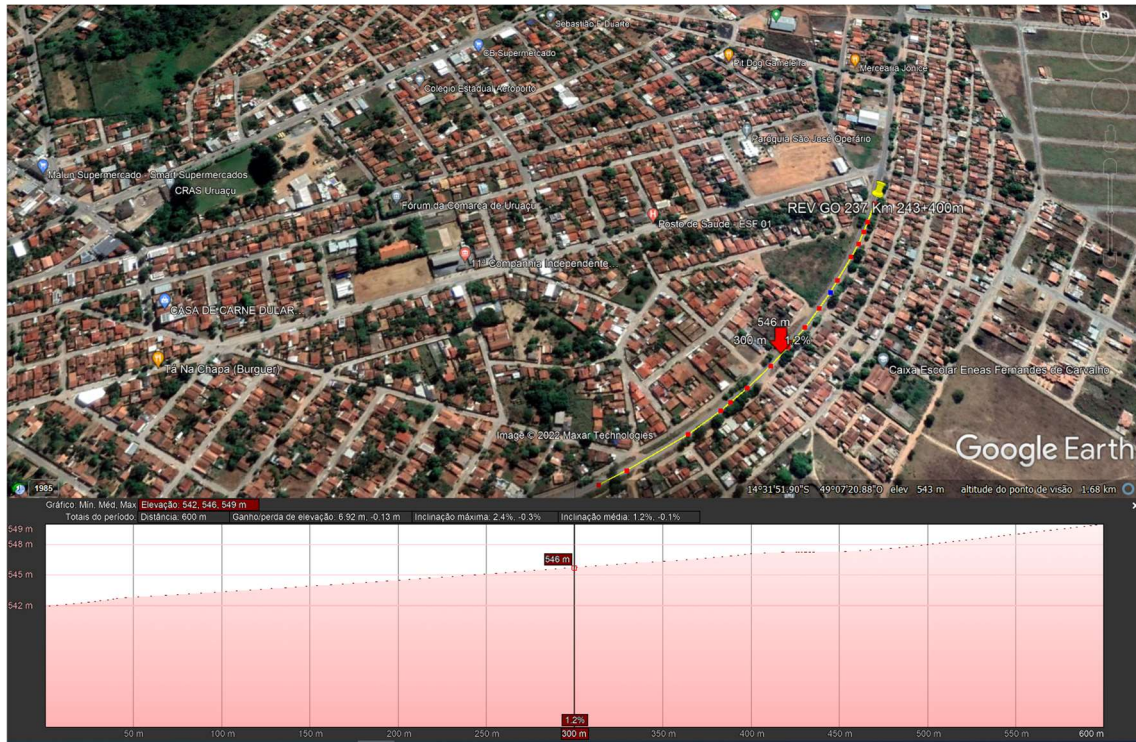 Sebastião F Duarte
CB Supermercado
Pit Dog Gameleira
Mercearia Jonice
Colégio Estadual Aeroporto
Paróquia São José Operário
Malun Supermercado - Smart Supermercados
CRAS Uruaçu
Fórum da Comarca de Uruaçu
REV GO 237 Km 243+400m
Posto de Saúde - ESF 01
11ª Companhia Independente...
CASA DE CARNE DULAR...
546 m
300 m 1.2%
Tá Na Chapa (Burguer)
Caixa Escolar Eneas Fernandes de Carvalho
Image © 2022 Maxar Technologies
Google Earth
1985
14°31'51.90"S 49°07'20.88"O elev 543 m altitude do ponto de visão 1.68 km
Gráfico: Mín, Méd, Máx Elevação: 542, 546, 549 m
Totais do período: Distância: 600 m Ganho/perda de elevação: 6.92 m, -0.13 m Inclinação máxima: 2.4%, -0.3% Inclinação média: 1.2%, -0.1%
549 m
548 m
546 m
545 m
542 m
1.2%
50 m 100 m 150 m 200 m 250 m 300 m 350 m 400 m 450 m 500 m 550 m 600 m